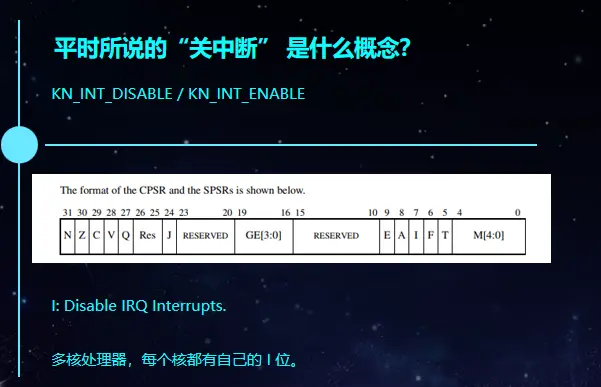 平时所说的“关中断” 是什么概念？
KN_INT_DISABLE / KN_INT_ENABLE
The format of the CPSR and the SPSRs is shown below.
31 30 29 28 27 26 25 24 23 20 19 16 15 10 9 8 7 6 5 4 0
N Z C V Q Res J RESERVED GE[3:0] RESERVED E A I F T M[4:0]
I: Disable IRQ Interrupts.
多核处理器，每个核都有自己的 I 位。